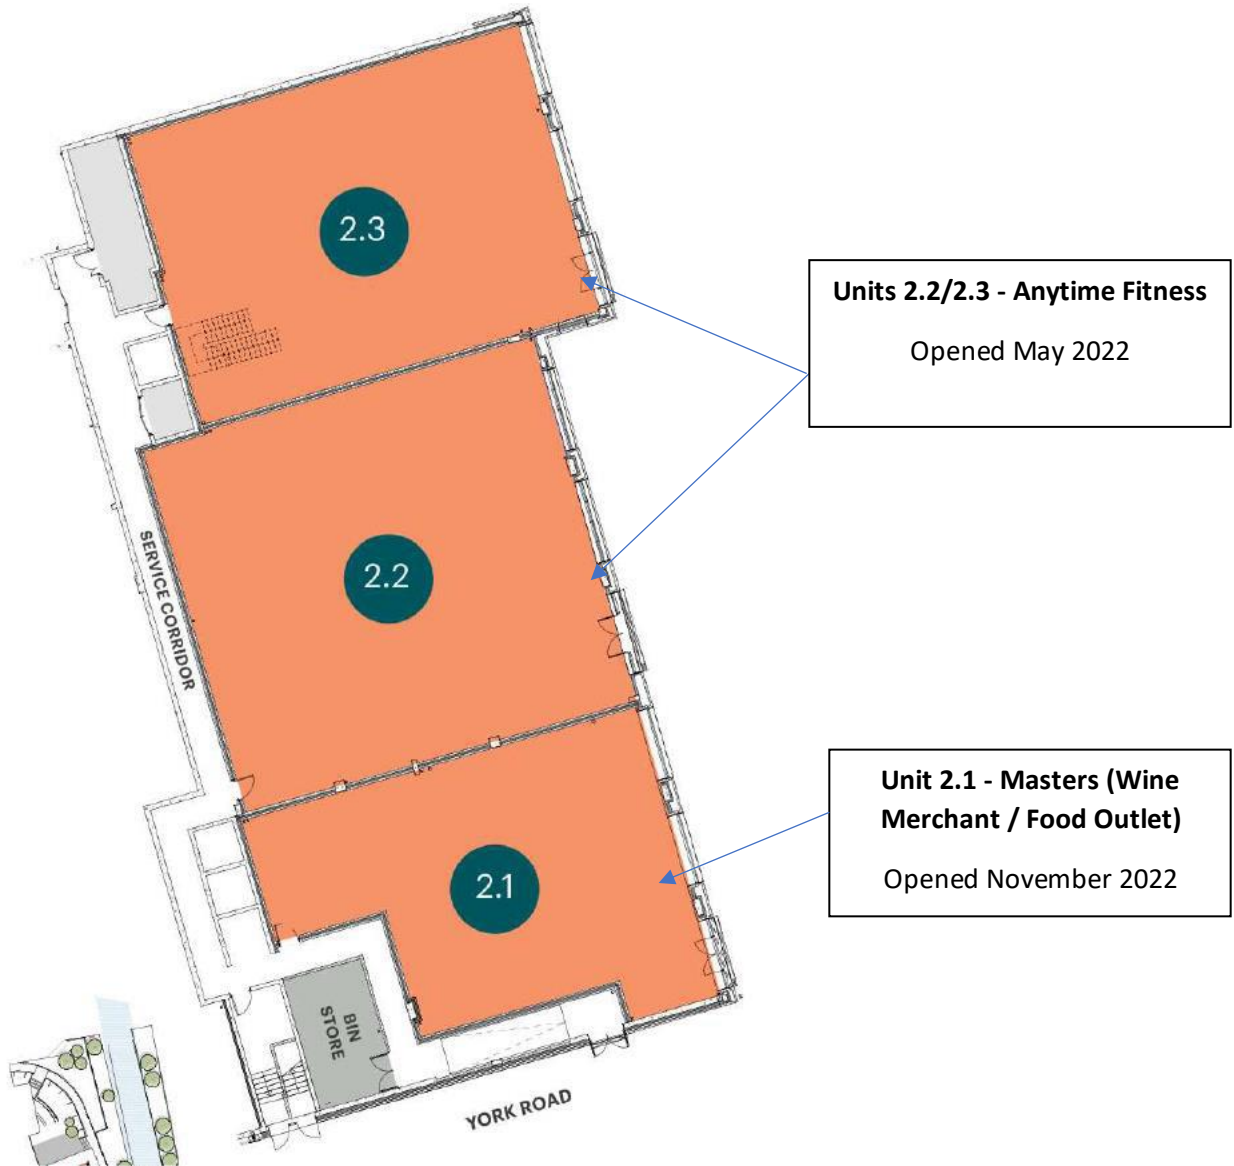 2.3
Units 2.2/2.3 - Anytime Fitness
Opened May 2022
2.2
SERVICE CORRIDOR
Unit 2.1 - Masters (Wine
Merchant / Food Outlet)
Opened November 2022
2.1
BIN
STORE
YORK ROAD